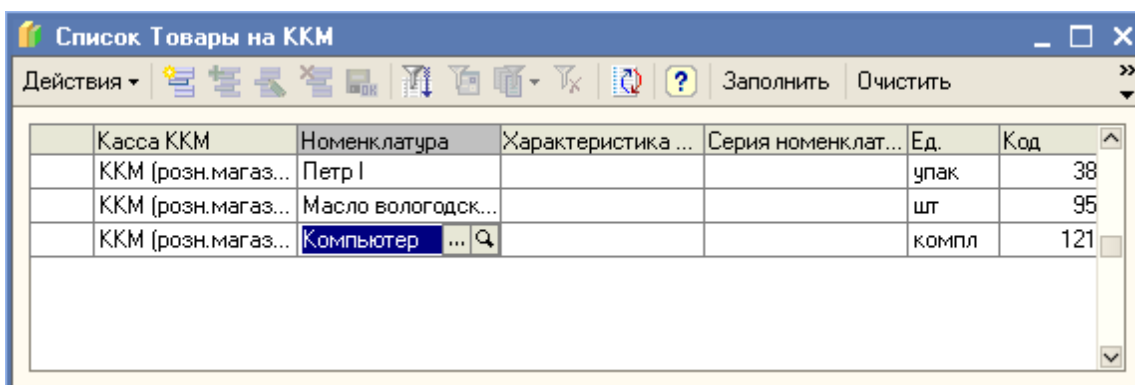 Список Товары на ККМ
Действия Заполнить Очистить
Касса ККМ Номенклатура Характеристика ... Серия номенклат... Ед. Код
ККМ (розн.магаз... Петр I упак 38
ККМ (розн.магаз... Масло вологодск... шт 95
ККМ (розн.магаз... Компьютер ... компл 121